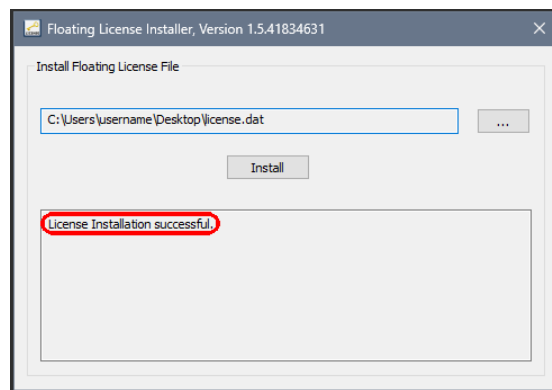 Floating License Installer, Version 1.5.41834631
Install Floating License File
C:\Users\username\Desktop\license.dat
...
Install
License Installation successful.